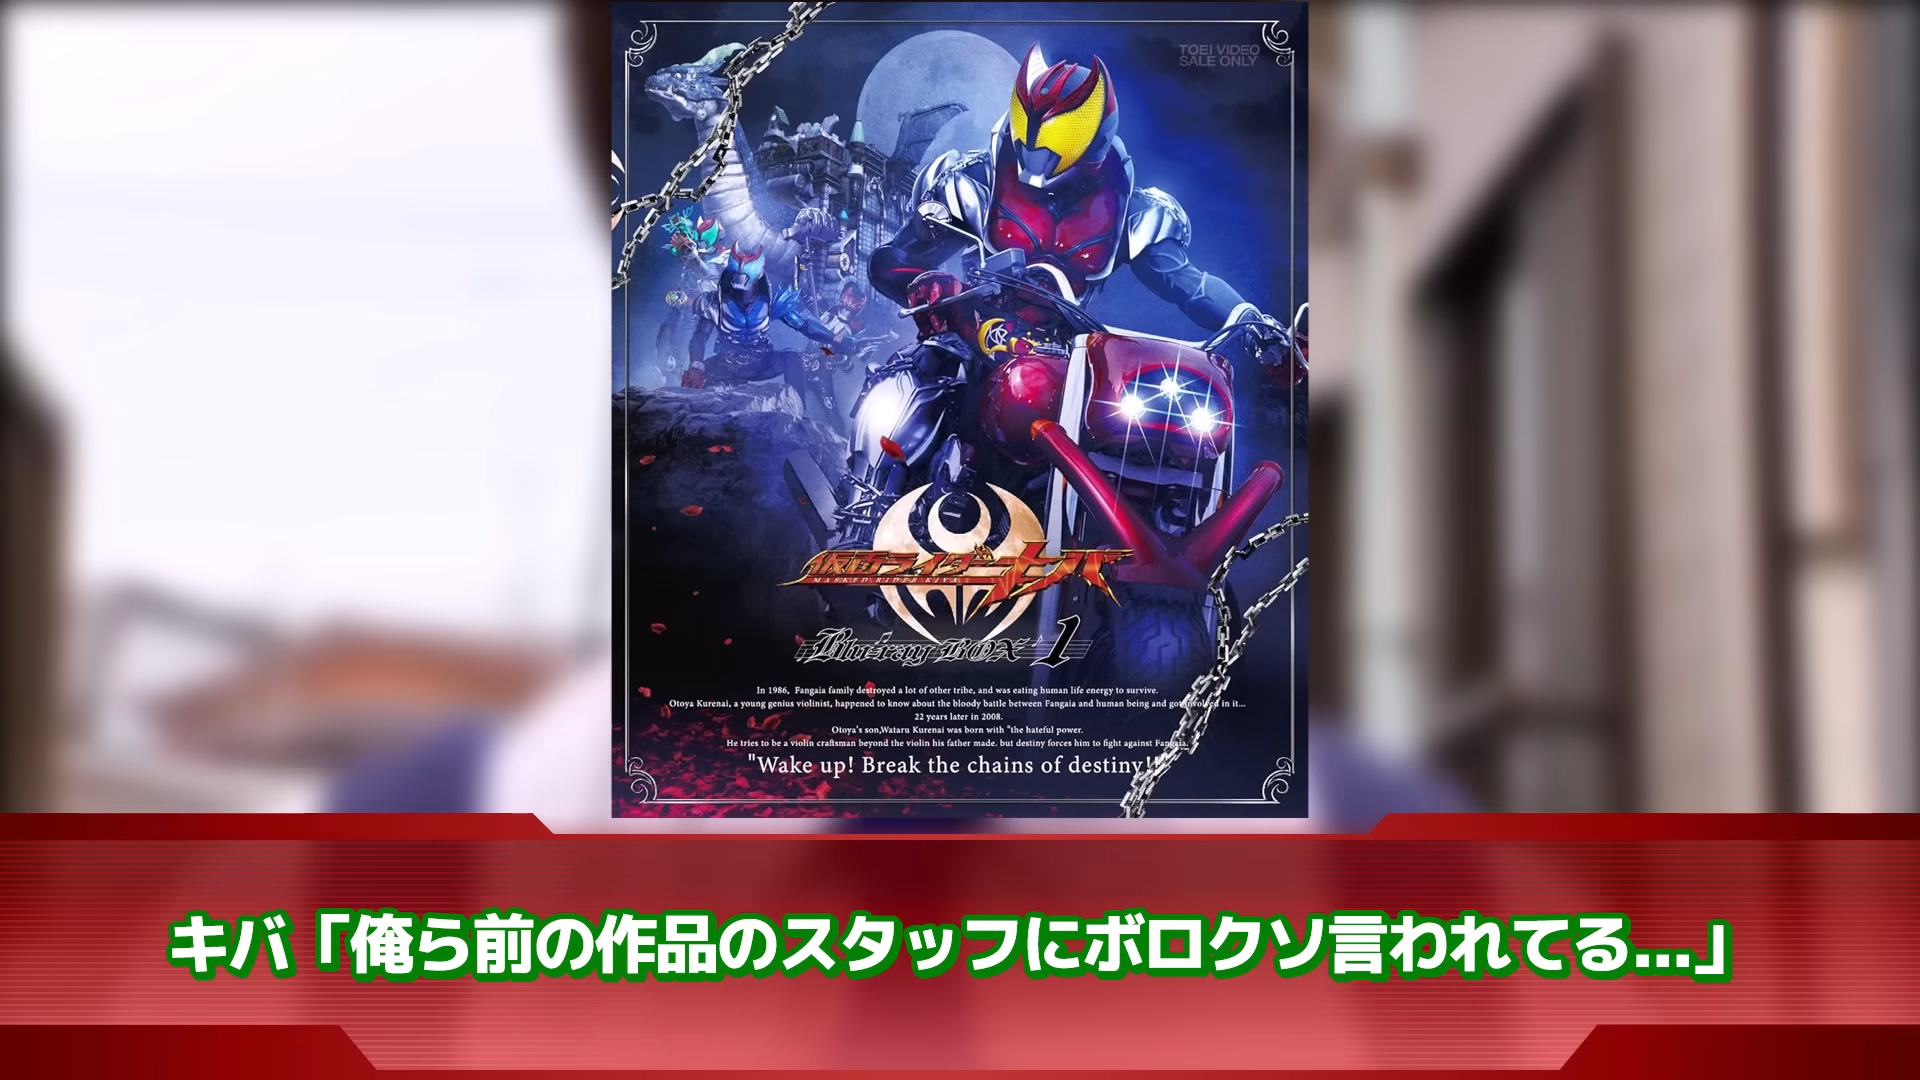 TOEI VIDEO
SALE ONLY
仮面ライダーキバ
MASKED RIDER KIVA
Blu-ray BOX 1
In 1986, Fangaia family destroyed a lot of other tribe, and was eating human life energy to survive.
Otoya Kurenai, a young genius violinist, happened to know about the bloody battle between Fangaia and human being and got involved in it...
22 years later in 2008.
Otoya's son,Wataru Kurenai was born with "the hateful power.
He tries to be a violin craftsman beyond the violin his father made. but destiny forces him to fight against Fangaia.
"Wake up! Break the chains of destiny!!"
キバ「俺ら前の作品のスタッフにボロクソ言われてる...」